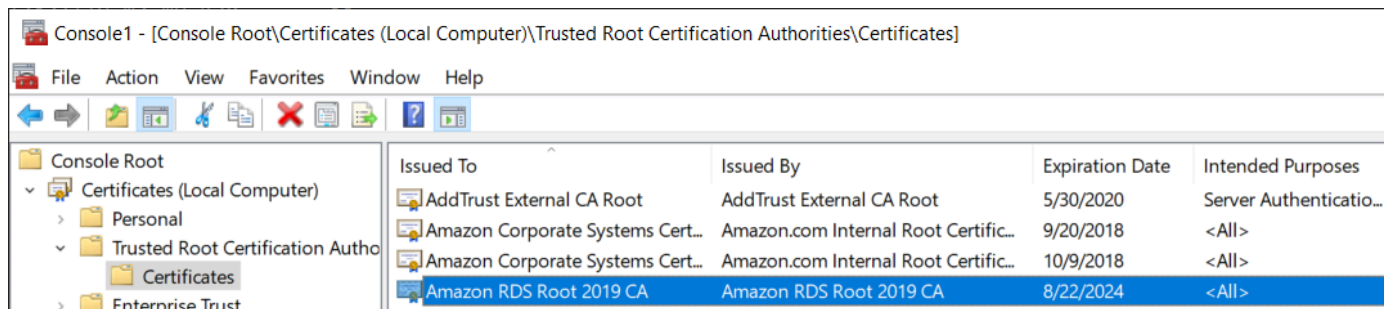 Console1 - [Console Root\Certificates (Local Computer)\Trusted Root Certification Authorities\Certificates]
File Action View Favorites Window Help
Console Root
Certificates (Local Computer)
Personal
Trusted Root Certification Autho
Certificates
Enterprise Trust
Issued To Issued By Expiration Date Intended Purposes
AddTrust External CA Root AddTrust External CA Root 5/30/2020 Server Authenticatio...
Amazon Corporate Systems Cert... Amazon.com Internal Root Certific... 9/20/2018 <All>
Amazon Corporate Systems Cert... Amazon.com Internal Root Certific... 10/9/2018 <All>
Amazon RDS Root 2019 CA Amazon RDS Root 2019 CA 8/22/2024 <All>